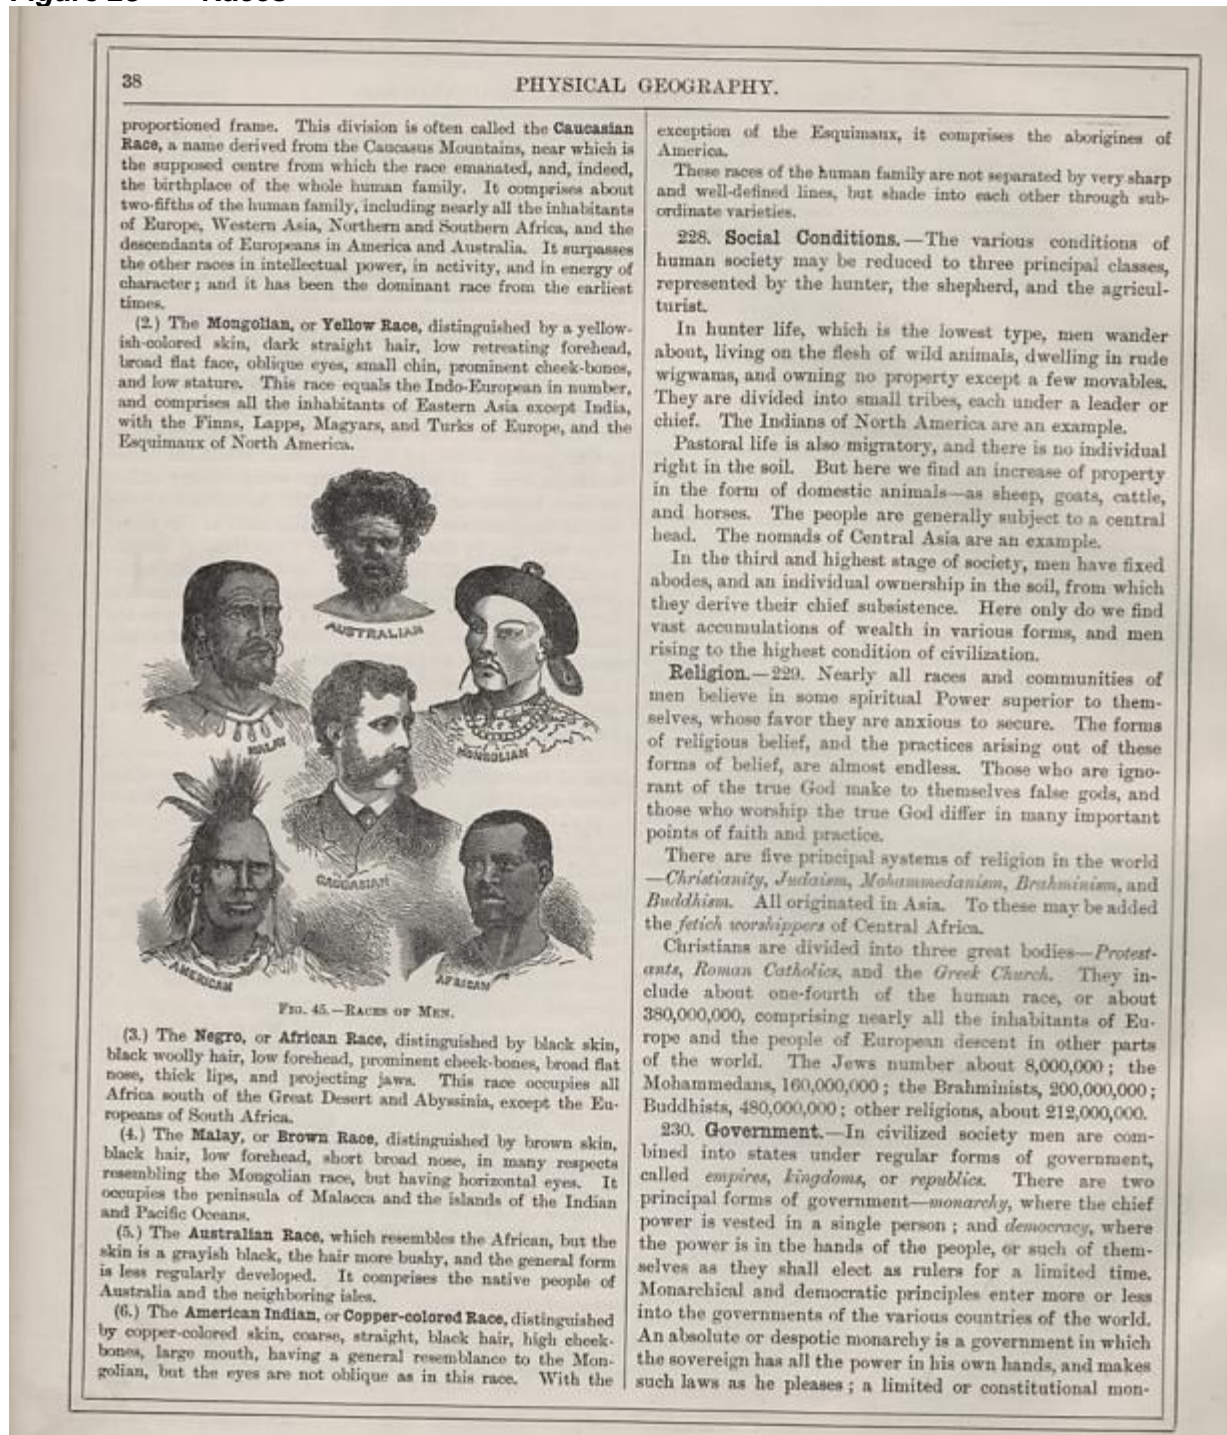 38
PHYSICAL GEOGRAPHY.
proportioned frame. This division is often called the Caucasian
Race, a name derived from the Caucasus Mountains, near which is
the supposed centre from which the race emanated, and, indeed,
the birthplace of the whole human family. It comprises about
two-fifths of the human family, including nearly all the inhabitants
of Europe, Western Asia, Northern and Southern Africa, and the
descendants of Europeans in America and Australia. It surpasses
the other races in intellectual power, in activity, and in energy of
character; and it has been the dominant race from the earliest
times.
(2.) The Mongolian, or Yellow Race, distinguished by a yellow-
ish-colored skin, dark straight hair, low retreating forehead,
broad flat face, oblique eyes, small chin, prominent cheek-bones,
and low stature. This race equals the Indo-European in number,
and comprises all the inhabitants of Eastern Asia except India,
with the Finns, Lapps, Magyars, and Turks of Europe, and the
Esquimaux of North America.
AUSTRALIAN
MALAY
MONGOLIAN
CAUCASIAN
AMERICAN
AFRICAN
FIG. 45.—RACES OF MEN.
(3.) The Negro, or African Race, distinguished by black skin,
black woolly hair, low forehead, prominent cheek-bones, broad flat
nose, thick lips, and projecting jaws. This race occupies all
Africa south of the Great Desert and Abyssinia, except the Eu-
ropeans of South Africa.
(4.) The Malay, or Brown Race, distinguished by brown skin,
black hair, low forehead, short broad nose, in many respects
resembling the Mongolian race, but having horizontal eyes. It
occupies the peninsula of Malacca and the islands of the Indian
and Pacific Oceans.
(5.) The Australian Race, which resembles the African, but the
skin is a grayish black, the hair more bushy, and the general form
is less regularly developed. It comprises the native people of
Australia and the neighboring isles.
(6.) The American Indian, or Copper-colored Race, distinguished
by copper-colored skin, coarse, straight, black hair, high cheek-
bones, large mouth, having a general resemblance to the Mon-
golian, but the eyes are not oblique as in this race. With the
exception of the Esquimaux, it comprises the aborigines of
America.
These races of the human family are not separated by very sharp
and well-defined lines, but shade into each other through sub-
ordinate varieties.
228. Social Conditions.—The various conditions of
human society may be reduced to three principal classes,
represented by the hunter, the shepherd, and the agricul-
turist.
In hunter life, which is the lowest type, men wander
about, living on the flesh of wild animals, dwelling in rude
wigwams, and owning no property except a few movables.
They are divided into small tribes, each under a leader or
chief. The Indians of North America are an example.
Pastoral life is also migratory, and there is no individual
right in the soil. But here we find an increase of property
in the form of domestic animals—as sheep, goats, cattle,
and horses. The people are generally subject to a central
head. The nomads of Central Asia are an example.
In the third and highest stage of society, men have fixed
abodes, and an individual ownership in the soil, from which
they derive their chief subsistence. Here only do we find
vast accumulations of wealth in various forms, and men
rising to the highest condition of civilization.
Religion.—229. Nearly all races and communities of
men believe in some spiritual Power superior to them-
selves, whose favor they are anxious to secure. The forms
of religious belief, and the practices arising out of these
forms of belief, are almost endless. Those who are igno-
rant of the true God make to themselves false gods, and
those who worship the true God differ in many important
points of faith and practice.
There are five principal systems of religion in the world
—Christianity, Judaism, Mohammedanism, Brahminism, and
Buddhism. All originated in Asia. To these may be added
the fetich worshippers of Central Africa.
Christians are divided into three great bodies—Protest-
ants, Roman Catholics, and the Greek Church. They in-
clude about one-fourth of the human race, or about
380,000,000, comprising nearly all the inhabitants of Eu-
rope and the people of European descent in other parts
of the world. The Jews number about 8,000,000; the
Mohammedans, 160,000,000; the Brahminists, 200,000,000;
Buddhists, 480,000,000; other religions, about 212,000,000.
230. Government.—In civilized society men are com-
bined into states under regular forms of government,
called empires, kingdoms, or republics. There are two
principal forms of government—monarchy, where the chief
power is vested in a single person; and democracy, where
the power is in the hands of the people, or such of them-
selves as they shall elect as rulers for a limited time.
Monarchical and democratic principles enter more or less
into the governments of the various countries of the world.
An absolute or despotic monarchy is a government in which
the sovereign has all the power in his own hands, and makes
such laws as he pleases; a limited or constitutional mon-